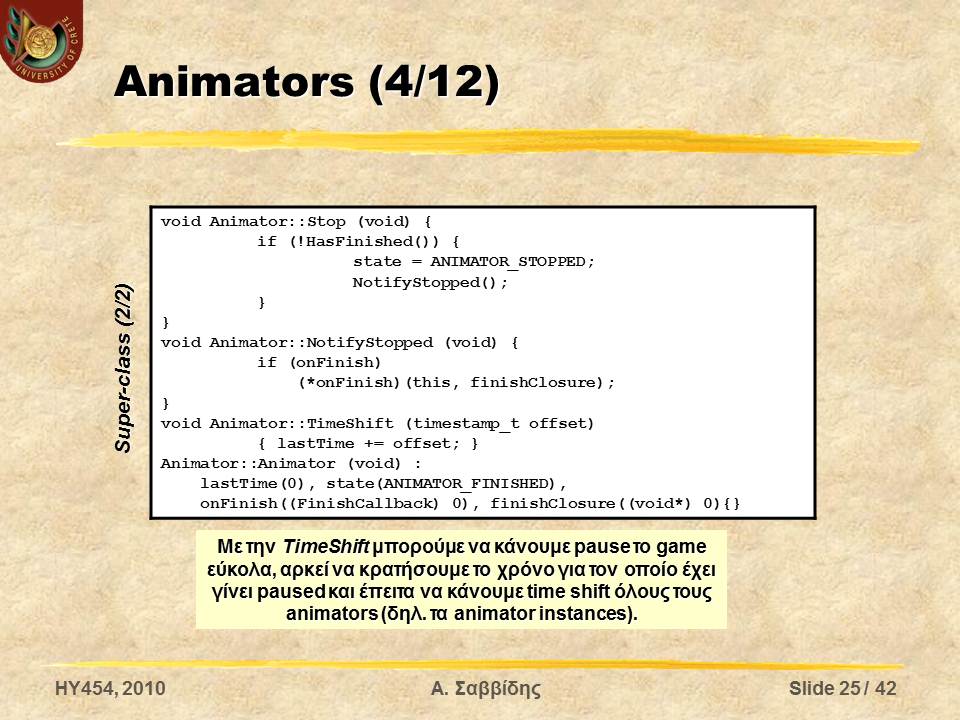 UNIVERSITY OF CRETE
Animators (4/12)
Super-class (2/2)
void Animator::Stop (void) {
if (!HasFinished()) {
state = ANIMATOR_STOPPED;
NotifyStopped();
}
}
void Animator::NotifyStopped (void) {
if (onFinish)
(*onFinish)(this, finishClosure);
}
void Animator::TimeShift (timestamp_t offset)
{ lastTime += offset; }
Animator::Animator (void) :
lastTime(0), state(ANIMATOR_FINISHED),
onFinish((FinishCallback) 0), finishClosure((void*) 0){}
Με την TimeShift μπορούμε να κάνουμε pause το game
εύκολα, αρκεί να κρατήσουμε το χρόνο για τον οποίο έχει
γίνει paused και έπειτα να κάνουμε time shift όλους τους
animators (δηλ. τα animator instances).
HY454, 2010
Α. Σαββίδης
Slide 25 / 42